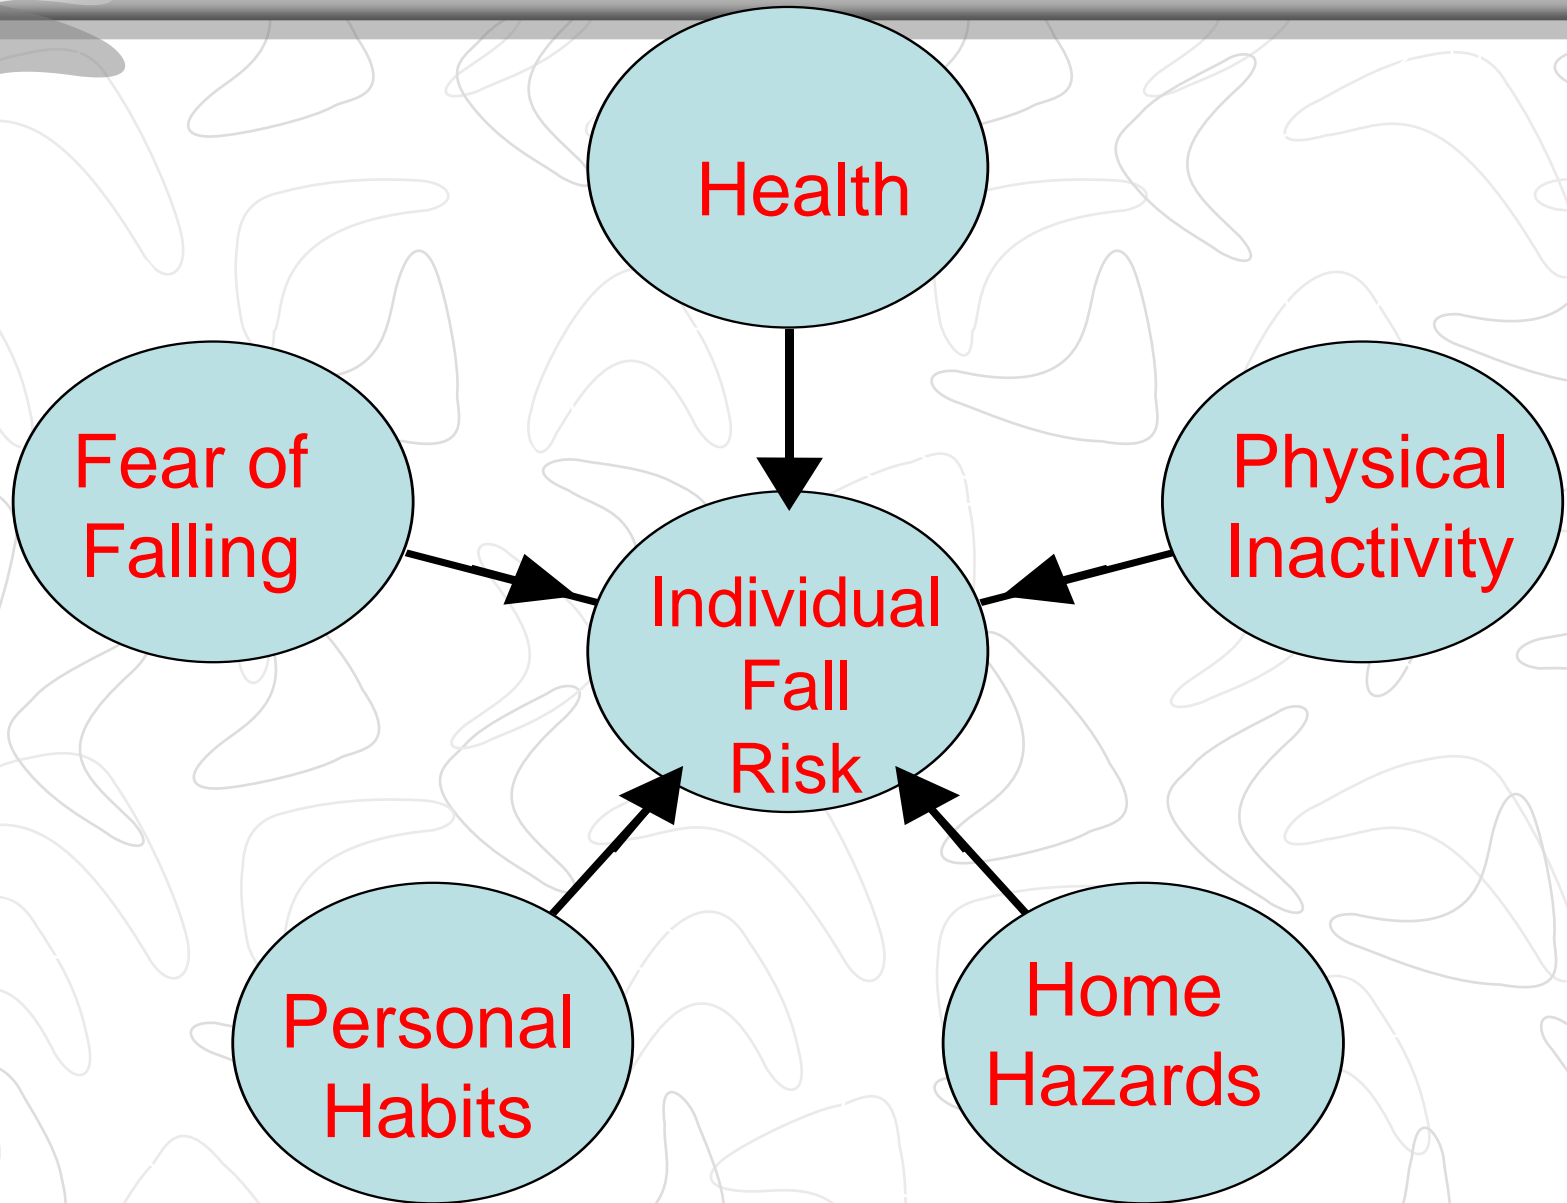 Health
Fear of
Falling
Physical
Inactivity
Individual
Fall
Risk
Personal
Habits
Home
Hazards